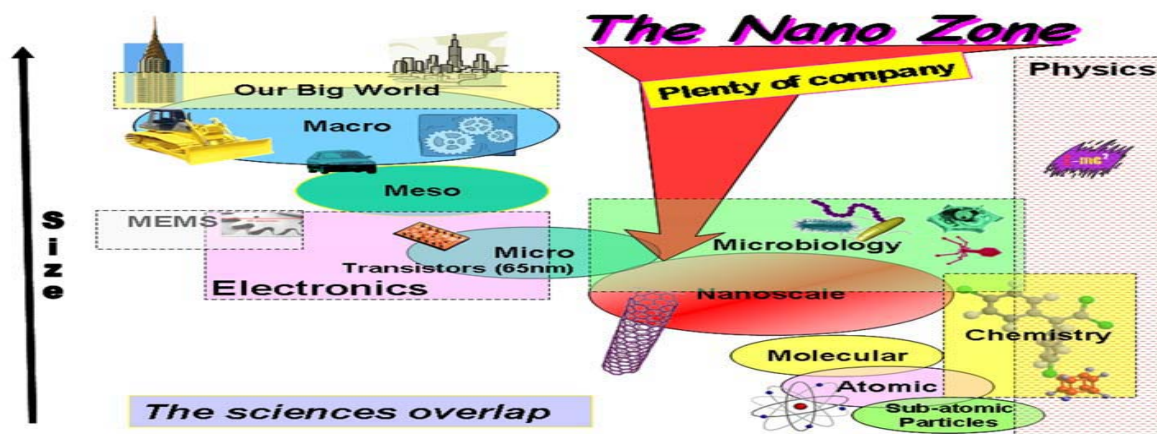 The Nano Zone
Plenty of company
Physics
Our Big World
Macro
Meso
MEMS
Micro
Transistors (65nm)
Electronics
Microbiology
Nanoscale
Chemistry
Molecular
Atomic
Sub-atomic
Particles
Size
The sciences overlap